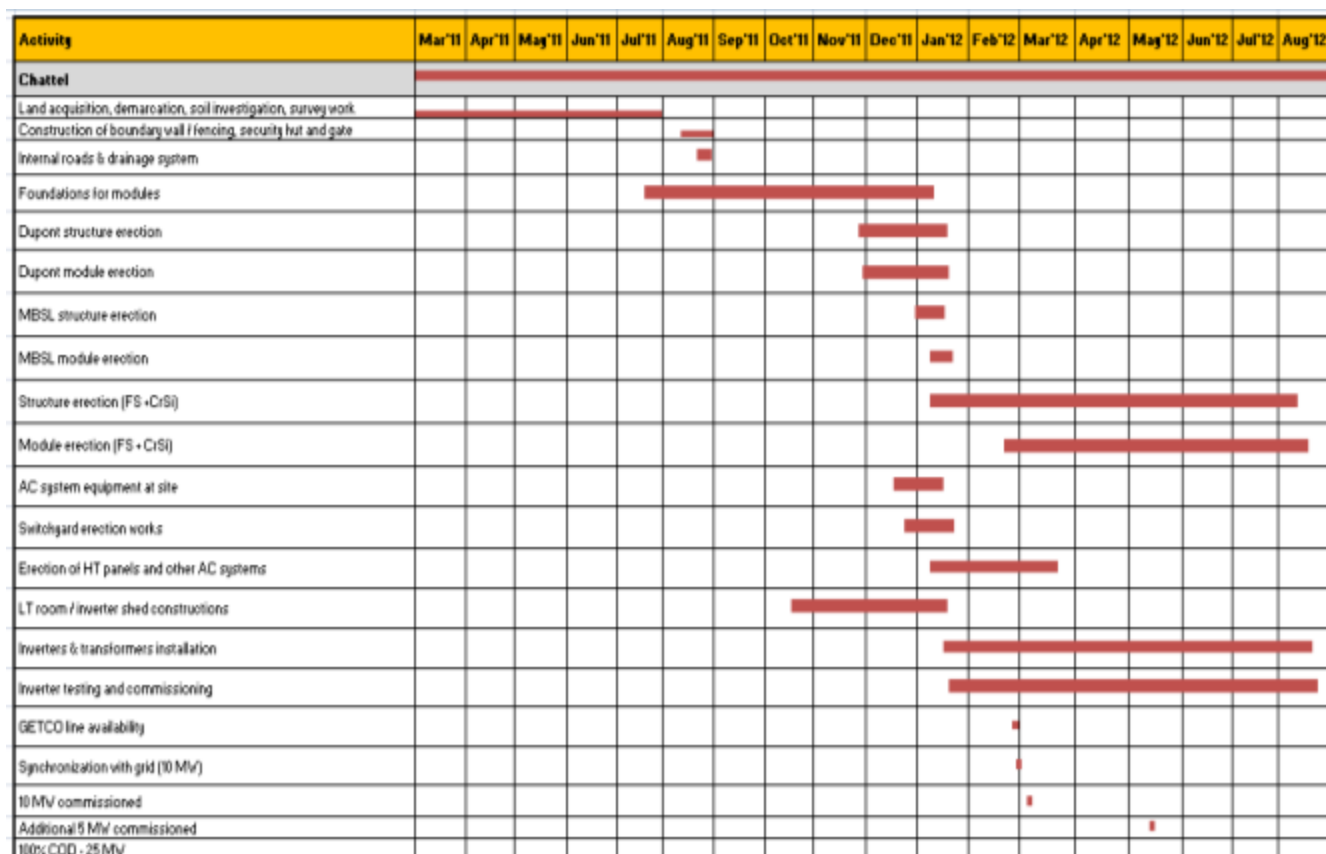 Activity Mar'11 Apr'11 May'11 Jun'11 Jul'11 Aug'11 Sep'11 Oct'11 Nov'11 Dec'11 Jan'12 Feb'12 Mar'12 Apr'12 May'12 Jun'12 Jul'12 Aug'12
Chattel
Land acquisition, demarcation, soil investigation, survey work
Construction of boundary wall / fencing, security hut and gate
Internal roads & drainage system
Foundations for modules
Dupont structure erection
Dupont module erection
MBSL structure erection
MBSL module erection
Structure erection (FS +CrSi)
Module erection (FS + CrSi)
AC system equipment at site
Switchyard erection works
Erection of HT panels and other AC systems
LT room / inverter shed constructions
Inverters & transformers installation
Inverter testing and commissioning
GETCO line availability
Synchronization with grid (10 MW)
10 MW commissioned
Additional 5 MW commissioned
100% COD - 25 MW